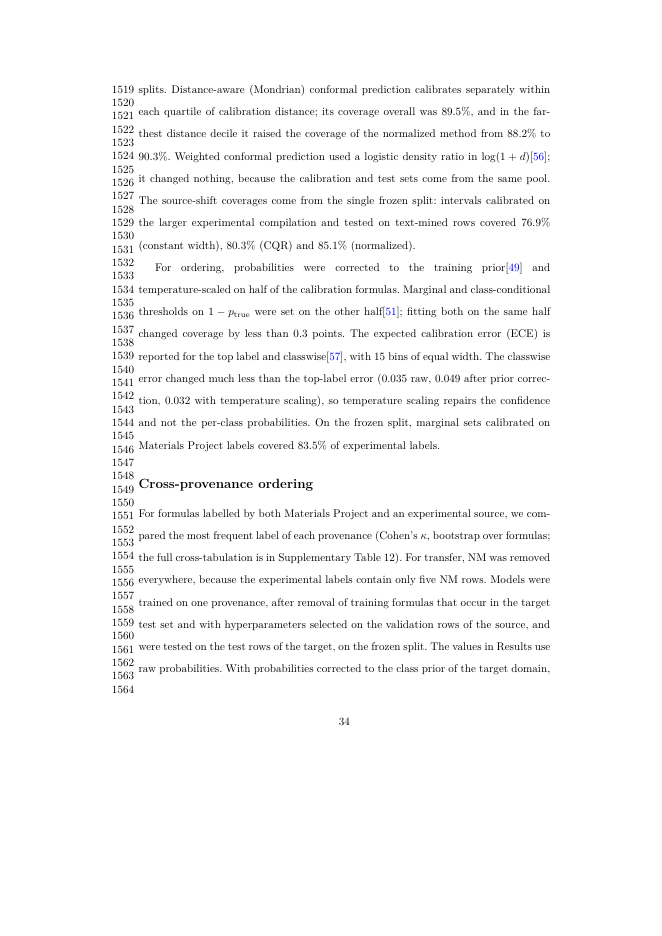 1519 splits. Distance-aware (Mondrian) conformal prediction calibrates separately within
1520
1521 each quartile of calibration distance; its coverage overall was 89.5%, and in the far-
1522 thest distance decile it raised the coverage of the normalized method from 88.2% to
1523
1524 90.3%. Weighted conformal prediction used a logistic density ratio in log(1 + d)[56];
1525
1526 it changed nothing, because the calibration and test sets come from the same pool.
1527 The source-shift coverages come from the single frozen split: intervals calibrated on
1528
1529 the larger experimental compilation and tested on text-mined rows covered 76.9%
1530
1531 (constant width), 80.3% (CQR) and 85.1% (normalized).
1532 For ordering, probabilities were corrected to the training prior[49] and
1533
1534 temperature-scaled on half of the calibration formulas. Marginal and class-conditional
1535
1536 thresholds on 1 − p_true were set on the other half[51]; fitting both on the same half
1537 changed coverage by less than 0.3 points. The expected calibration error (ECE) is
1538
1539 reported for the top label and classwise[57], with 15 bins of equal width. The classwise
1540
1541 error changed much less than the top-label error (0.035 raw, 0.049 after prior correc-
1542 tion, 0.032 with temperature scaling), so temperature scaling repairs the confidence
1543
1544 and not the per-class probabilities. On the frozen split, marginal sets calibrated on
1545
1546 Materials Project labels covered 83.5% of experimental labels.
1547
1548
1549 Cross-provenance ordering
1550
1551 For formulas labelled by both Materials Project and an experimental source, we com-
1552 pared the most frequent label of each provenance (Cohen's κ, bootstrap over formulas;
1553
1554 the full cross-tabulation is in Supplementary Table 12). For transfer, NM was removed
1555
1556 everywhere, because the experimental labels contain only five NM rows. Models were
1557 trained on one provenance, after removal of training formulas that occur in the target
1558
1559 test set and with hyperparameters selected on the validation rows of the source, and
1560
1561 were tested on the test rows of the target, on the frozen split. The values in Results use
1562 raw probabilities. With probabilities corrected to the class prior of the target domain,
1563
1564
34